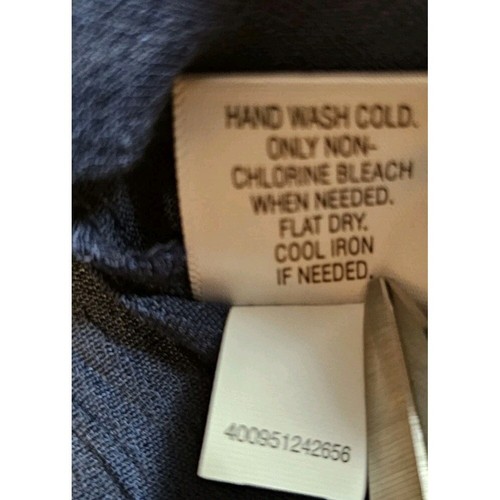 HAND WASH COLD.
ONLY NON-
CHLORINE BLEACH
WHEN NEEDED.
FLAT DRY.
COOL IRON
IF NEEDED.
400951242656